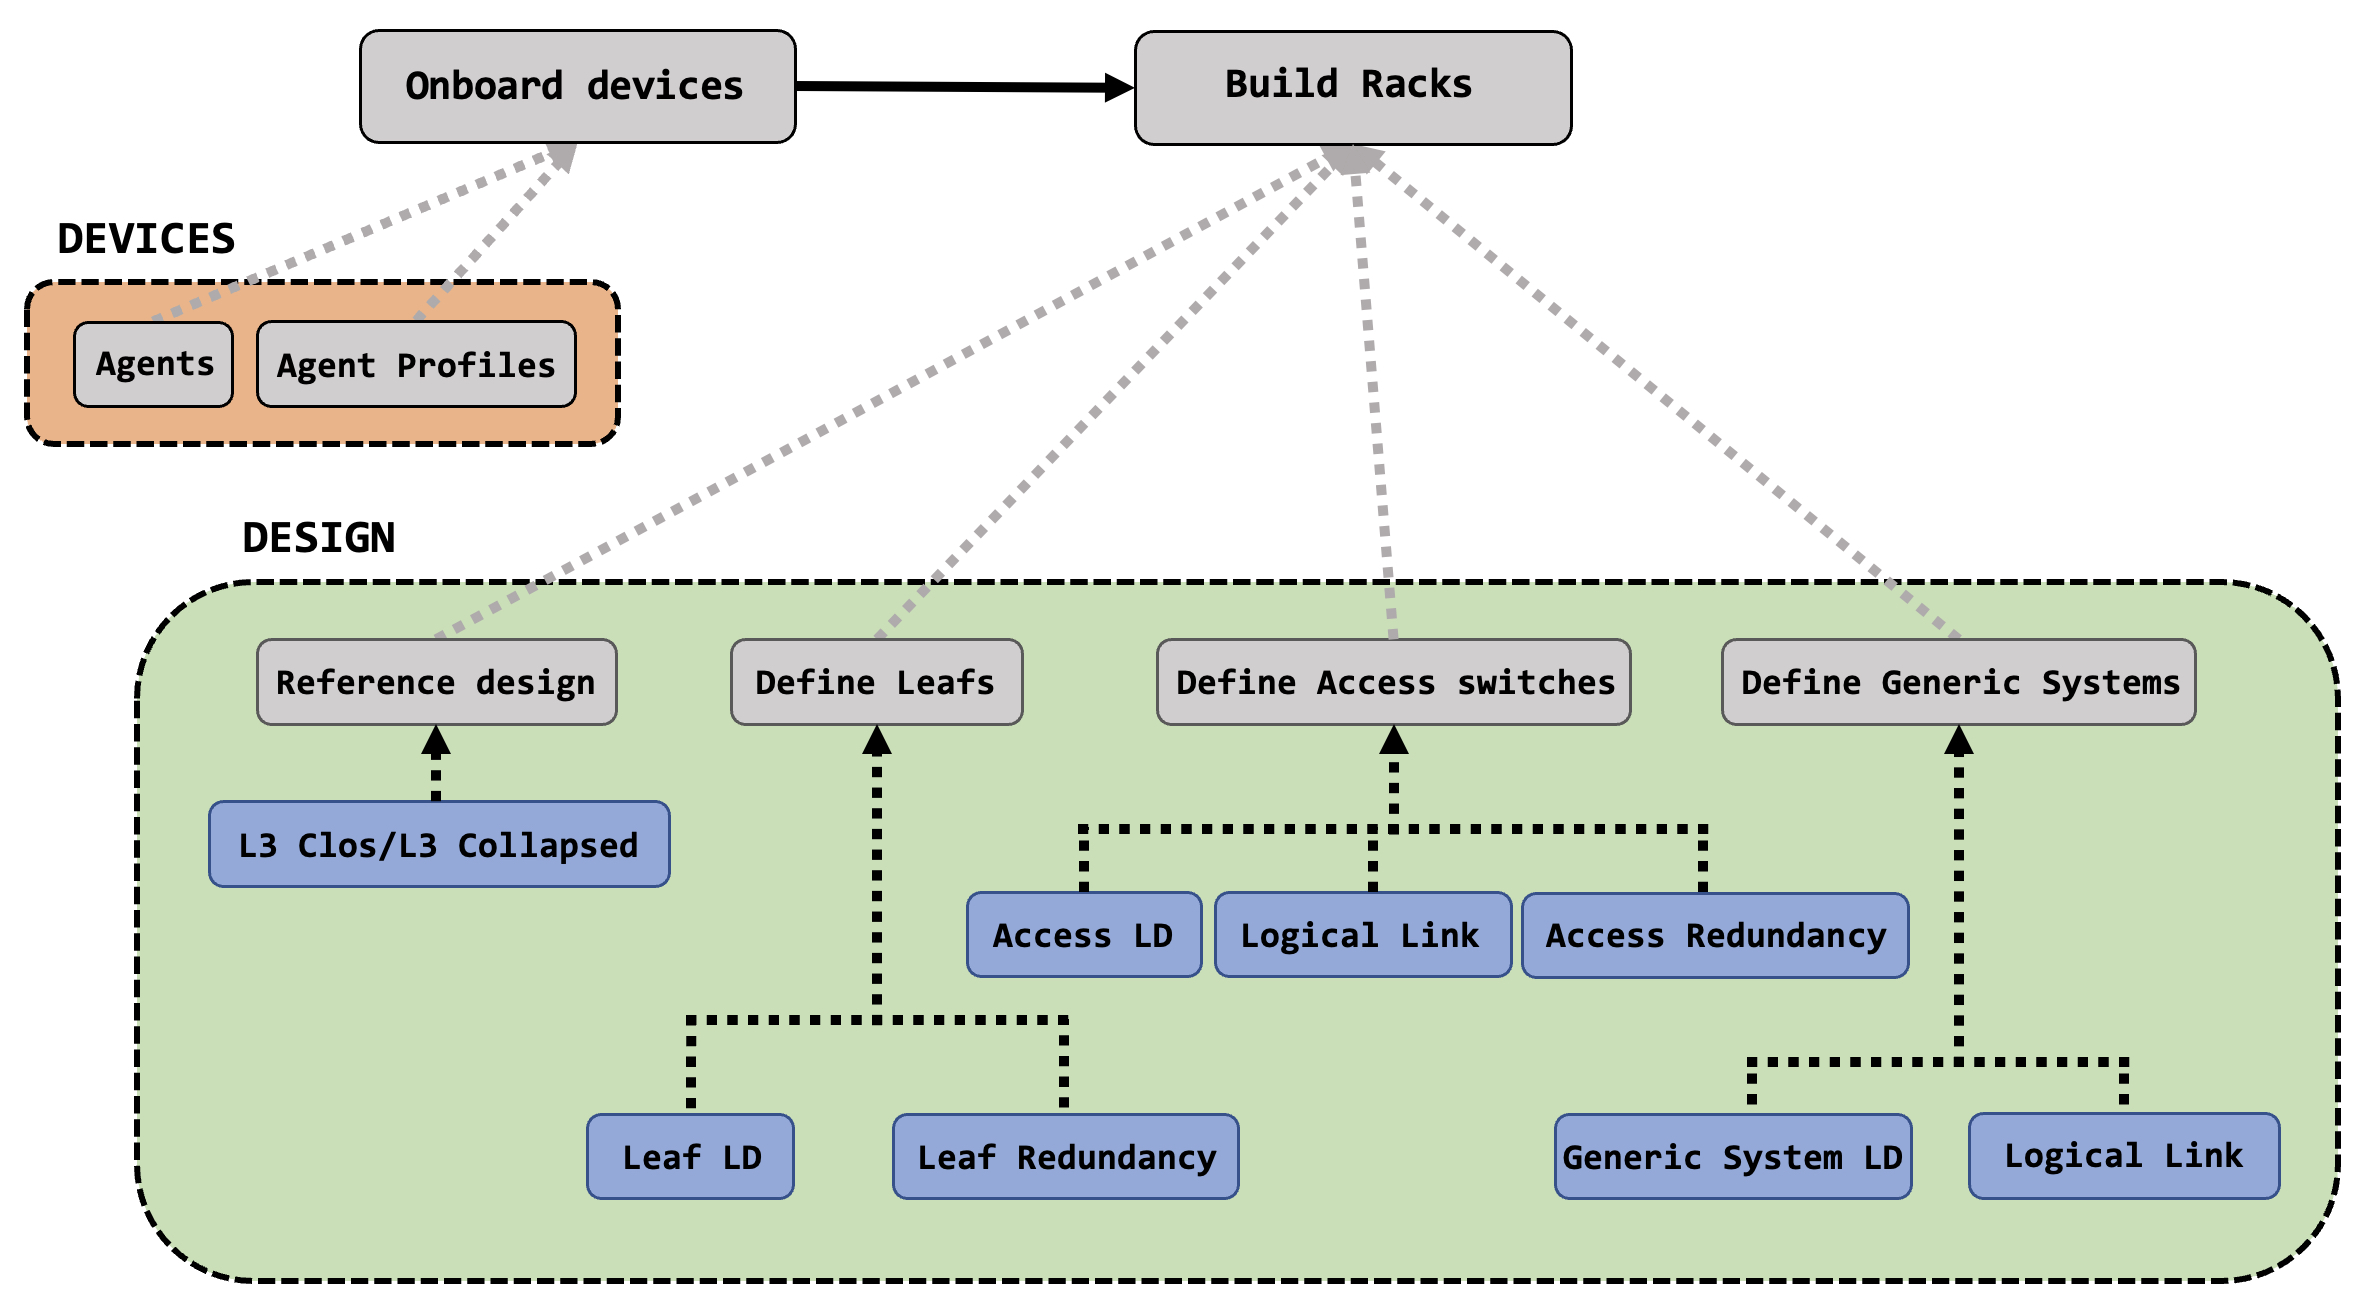 Onboard devices
Build Racks
DEVICES
Agents
Agent Profiles
DESIGN
Reference design
Define Leafs
Define Access switches
Define Generic Systems
L3 Clos/L3 Collapsed
Access LD
Logical Link
Access Redundancy
Leaf LD
Leaf Redundancy
Generic System LD
Logical Link